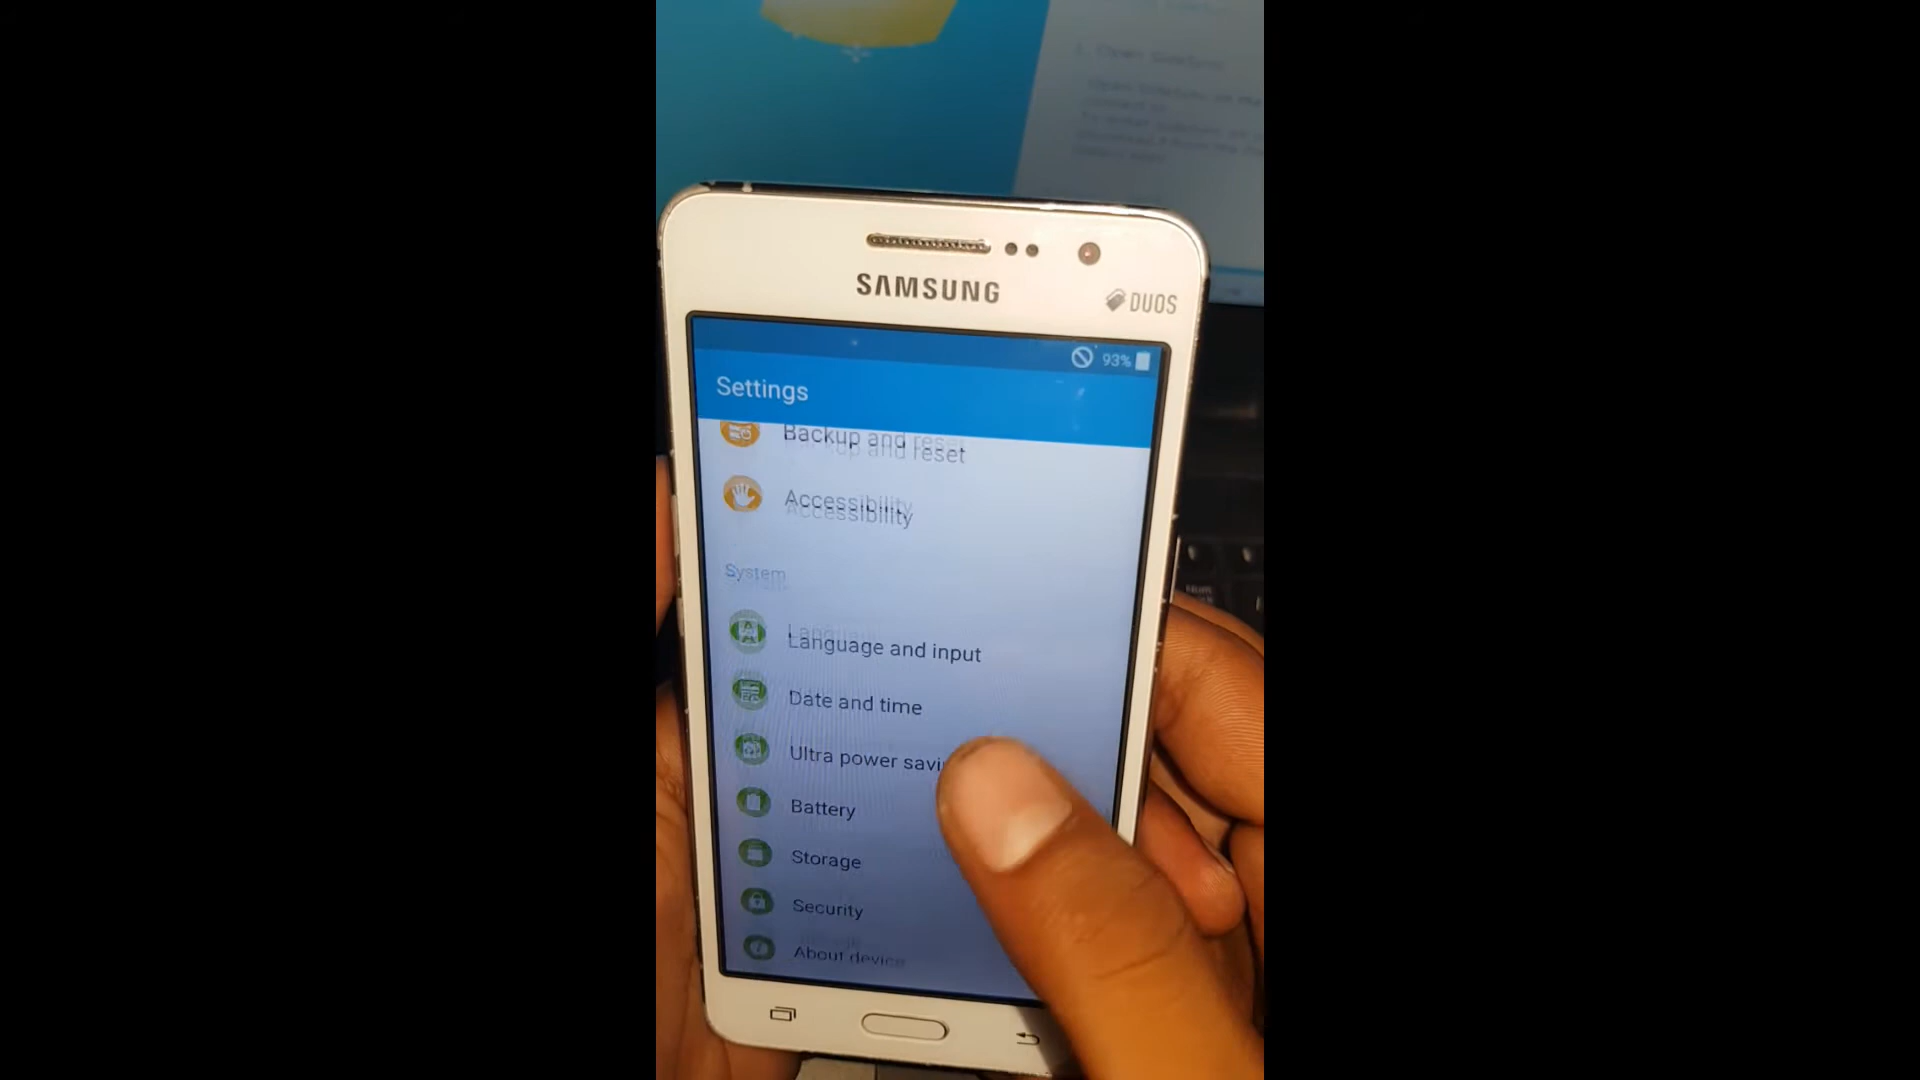 SAMSUNG
DUOS
93%
Settings
Backup and reset
Accessibility
System
Language and input
Date and time
Ultra power savi
Battery
Storage
Security
About device